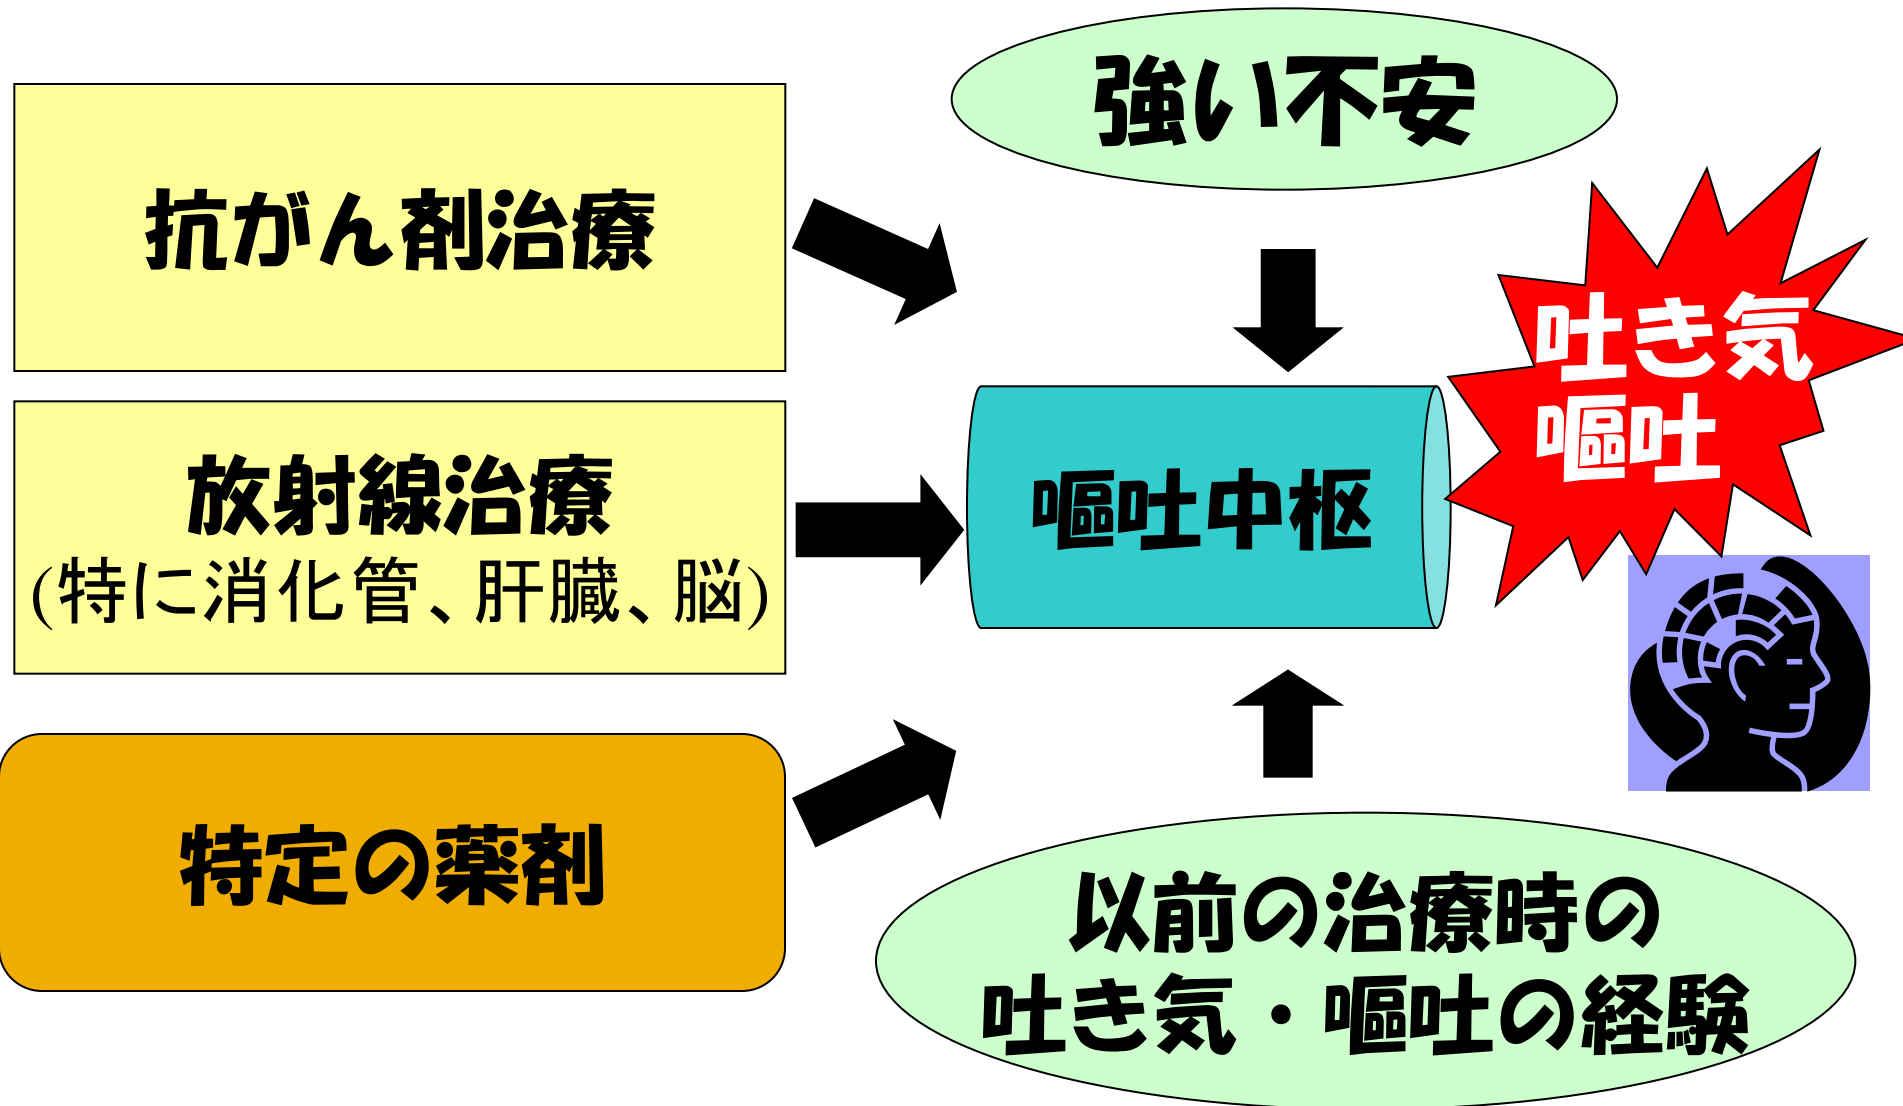 強い不安
抗がん剤治療
吐き気
嘔吐
放射線治療
(特に消化管、肝臓、脳)
嘔吐中枢
特定の薬剤
以前の治療時の
吐き気・嘔吐の経験